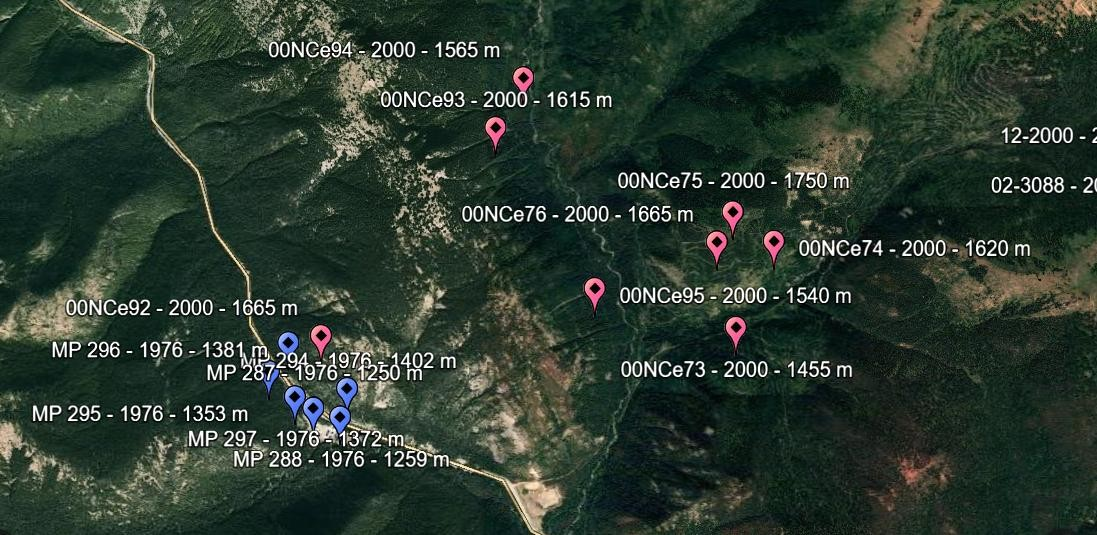 00NCe94 - 2000 - 1565 m
00NCe93 - 2000 - 1615 m
12-2000 - 2
00NCe75 - 2000 - 1750 m
02-3088 - 20
00NCe76 - 2000 - 1665 m
00NCe74 - 2000 - 1620 m
00NCe95 - 2000 - 1540 m
00NCe92 - 2000 - 1665 m
MP 296 - 1976 - 1381 m
MP 294 - 1976 - 1402 m
00NCe73 - 2000 - 1455 m
MP 287 - 1976 - 1250 m
MP 295 - 1976 - 1353 m
MP 297 - 1976 - 1372 m
MP 288 - 1976 - 1259 m